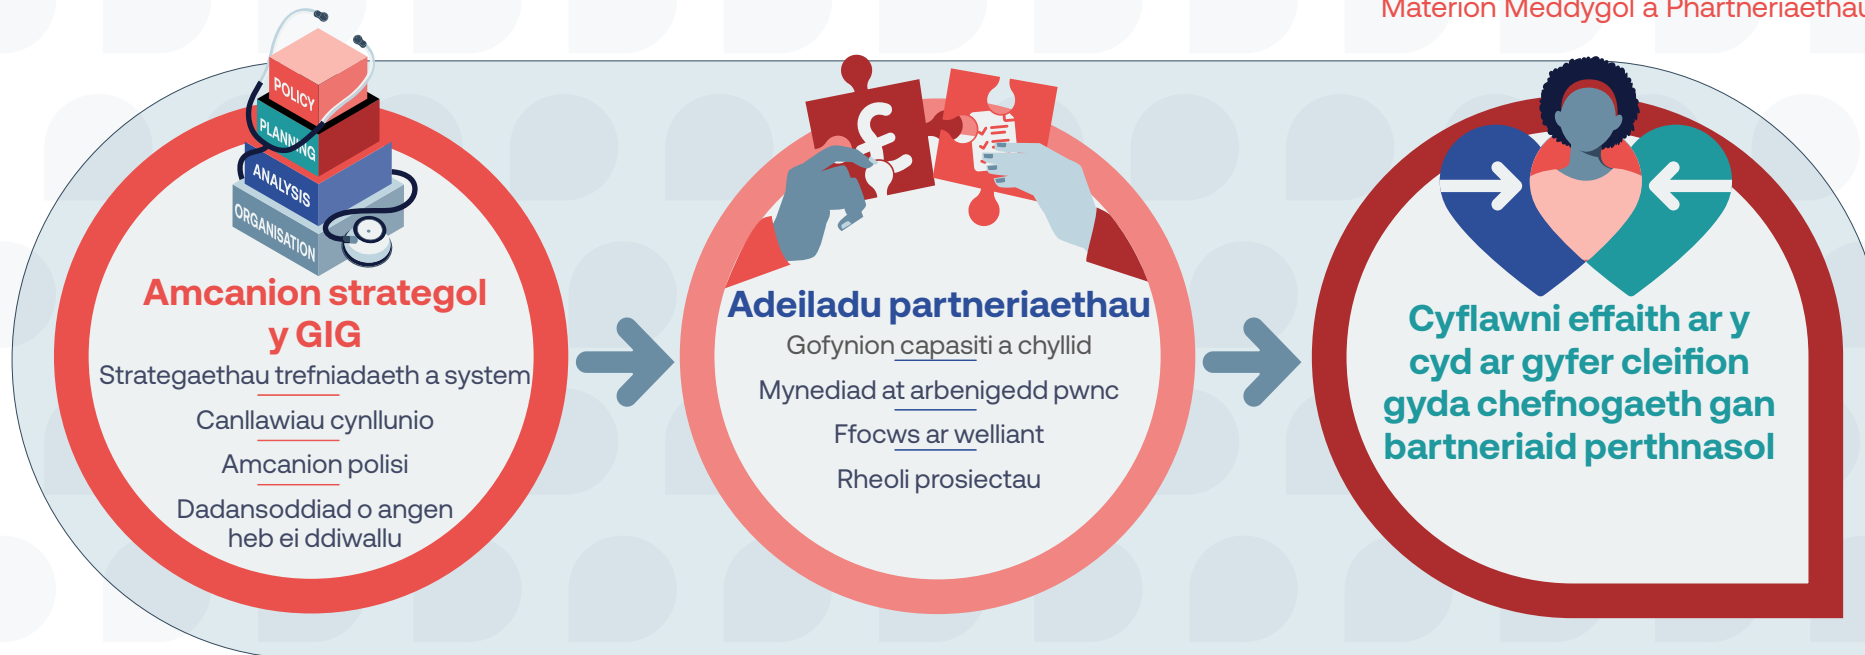 Materion Meddygol a Phartneriaethau
POLICY
PLANNING
ANALYSIS
ORGANISATION
Amcanion strategol
y GIG
Strategaethau trefniadaeth a system
Canllawiau cynllunio
Amcanion polisi
Dadansoddiad o angen
heb ei ddiwallu
£
Adeiladu partneriaethau
Gofynion capasiti a chyllid
Mynediad at arbenigedd pwnc
Ffocws ar welliant
Rheoli prosiectau
Cyflawni effaith ar y
cyd ar gyfer cleifion
gyda chefnogaeth gan
bartneriaid perthnasol